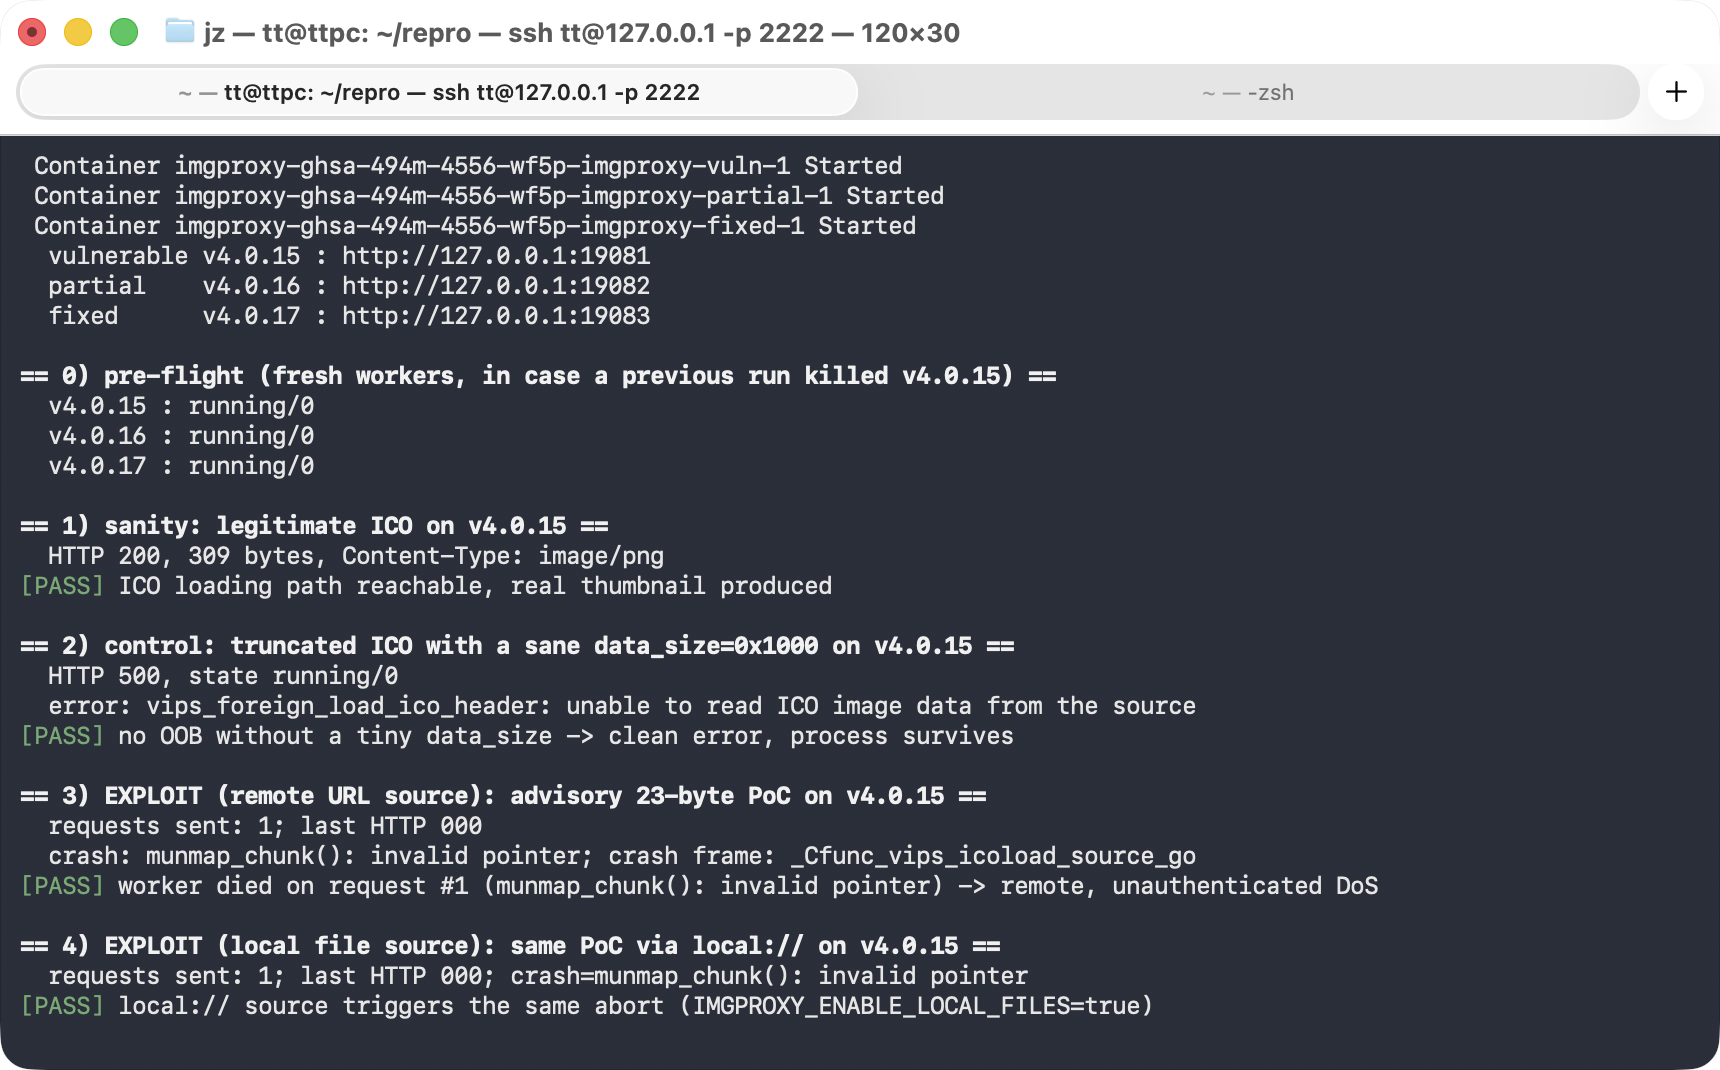 jz — tt@ttpc: ~/repro — ssh tt@127.0.0.1 -p 2222 — 120×30
~ — tt@ttpc: ~/repro — ssh tt@127.0.0.1 -p 2222
~ — -zsh
+
Container imgproxy-ghsa-494m-4556-wf5p-imgproxy-vuln-1 Started
Container imgproxy-ghsa-494m-4556-wf5p-imgproxy-partial-1 Started
Container imgproxy-ghsa-494m-4556-wf5p-imgproxy-fixed-1 Started
vulnerable v4.0.15 : http://127.0.0.1:19081
partial    v4.0.16 : http://127.0.0.1:19082
fixed      v4.0.17 : http://127.0.0.1:19083
== 0) pre-flight (fresh workers, in case a previous run killed v4.0.15) ==
v4.0.15 : running/0
v4.0.16 : running/0
v4.0.17 : running/0
== 1) sanity: legitimate ICO on v4.0.15 ==
HTTP 200, 309 bytes, Content-Type: image/png
[PASS] ICO loading path reachable, real thumbnail produced
== 2) control: truncated ICO with a sane data_size=0x1000 on v4.0.15 ==
HTTP 500, state running/0
error: vips_foreign_load_ico_header: unable to read ICO image data from the source
[PASS] no OOB without a tiny data_size -> clean error, process survives
== 3) EXPLOIT (remote URL source): advisory 23-byte PoC on v4.0.15 ==
requests sent: 1; last HTTP 000
crash: munmap_chunk(): invalid pointer; crash frame: _Cfunc_vips_icoload_source_go
[PASS] worker died on request #1 (munmap_chunk(): invalid pointer) -> remote, unauthenticated DoS
== 4) EXPLOIT (local file source): same PoC via local:// on v4.0.15 ==
requests sent: 1; last HTTP 000; crash=munmap_chunk(): invalid pointer
[PASS] local:// source triggers the same abort (IMGPROXY_ENABLE_LOCAL_FILES=true)